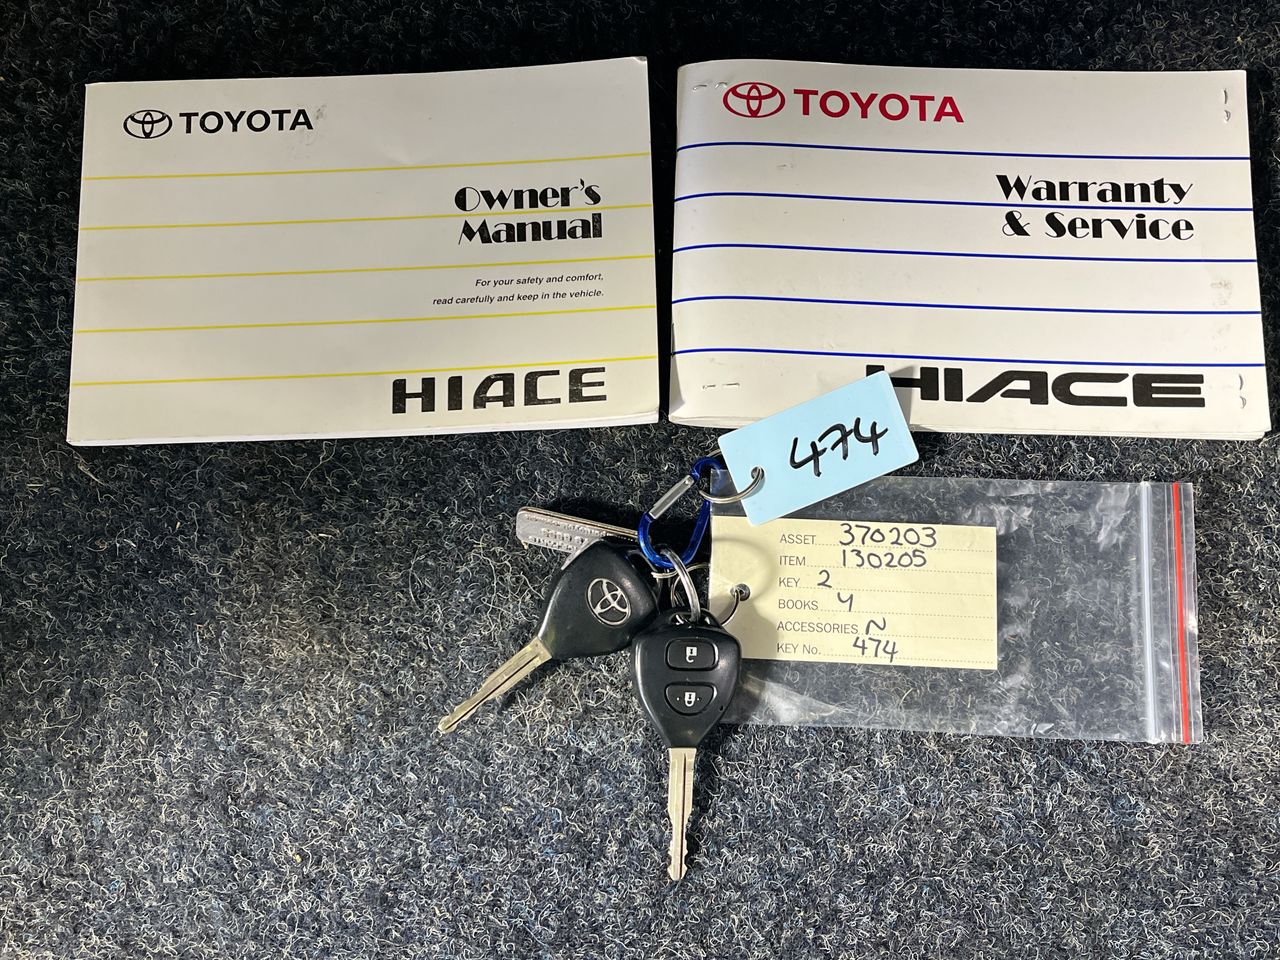 TOYOTA
Owner's
Manual
For your safety and comfort,
read carefully and keep in the vehicle.
HIACE
TOYOTA
Warranty
& Service
HIACE
474
ASSET 370203
ITEM 130205
KEY 2
BOOKS 4
ACCESSORIES N
KEY No. 474